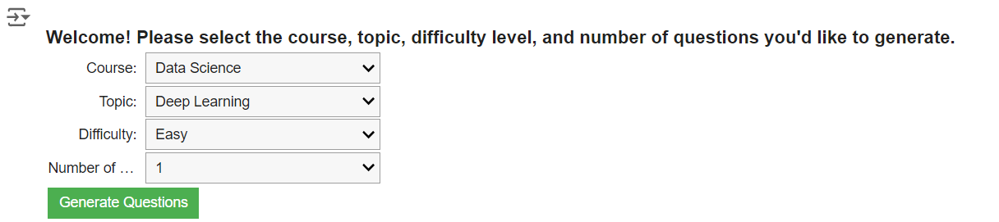 Welcome! Please select the course, topic, difficulty level, and number of questions you'd like to generate.
Course: Data Science
Topic: Deep Learning
Difficulty: Easy
Number of … 1
Generate Questions